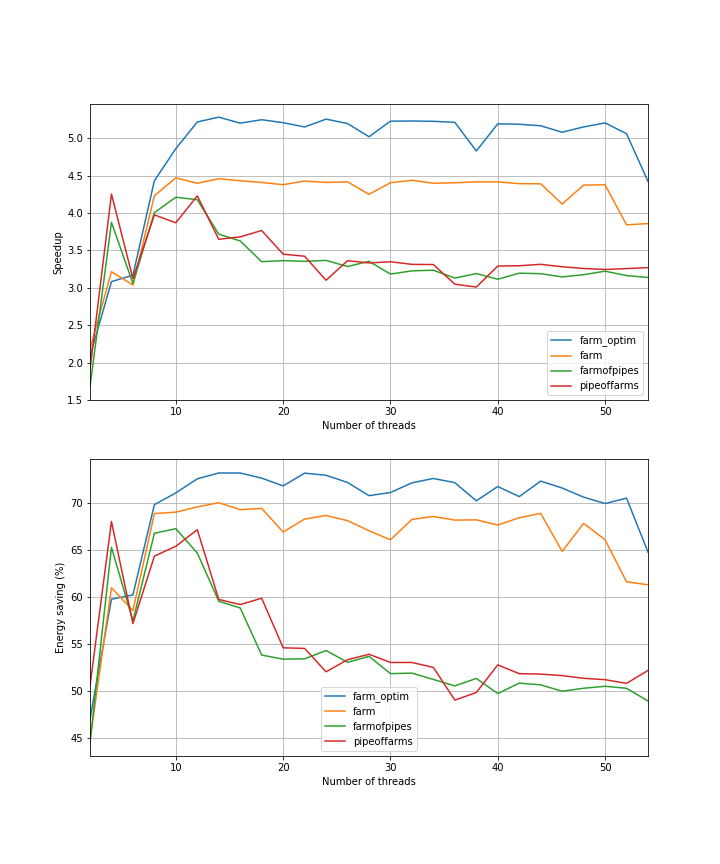 Speedup
5.0
4.5
4.0
3.5
3.0
2.5
2.0
1.5
farm_optim
farm
farmofpipes
pipeoffarms
10 20 30 40 50
Number of threads
Energy saving (%)
70
65
60
55
50
45
farm_optim
farm
farmofpipes
pipeoffarms
10 20 30 40 50
Number of threads